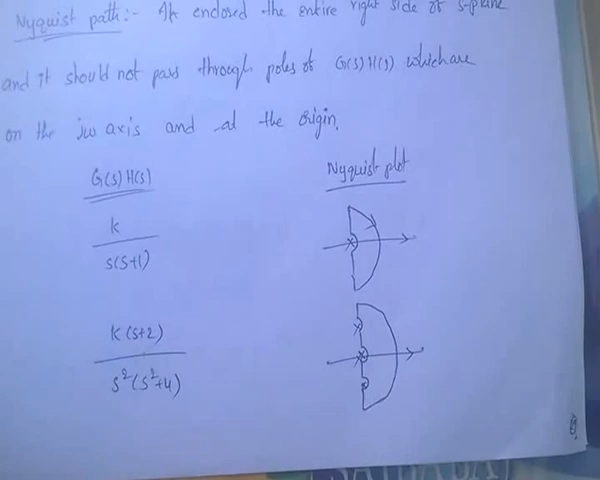 Nyquist path:- It enclosed the entire right side of s-plane
and it should not pass through poles of G(s)H(s) which are
on the jω axis and at the origin.
G(s)H(s) Nyquist plot
k
s(s+1)
k(s+2)
s²(s²+4)